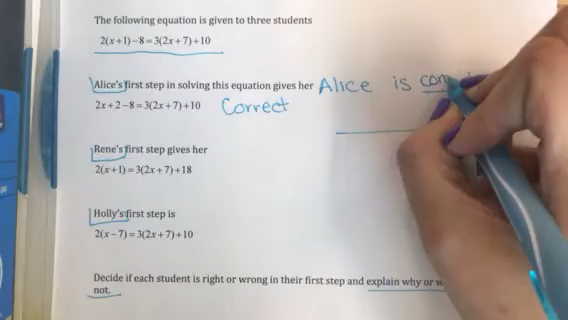 The following equation is given to three students
2(x+1)−8=3(2x+7)+10
Alice's first step in solving this equation gives her Alice is
2x+2−8=3(2x+7)+10 Correct
Rene's first step gives her
2(x+1)=3(2x+7)+18
Holly's first step is
2(x−7)=3(2x+7)+10
Decide if each student is right or wrong in their first step and explain why or
not.